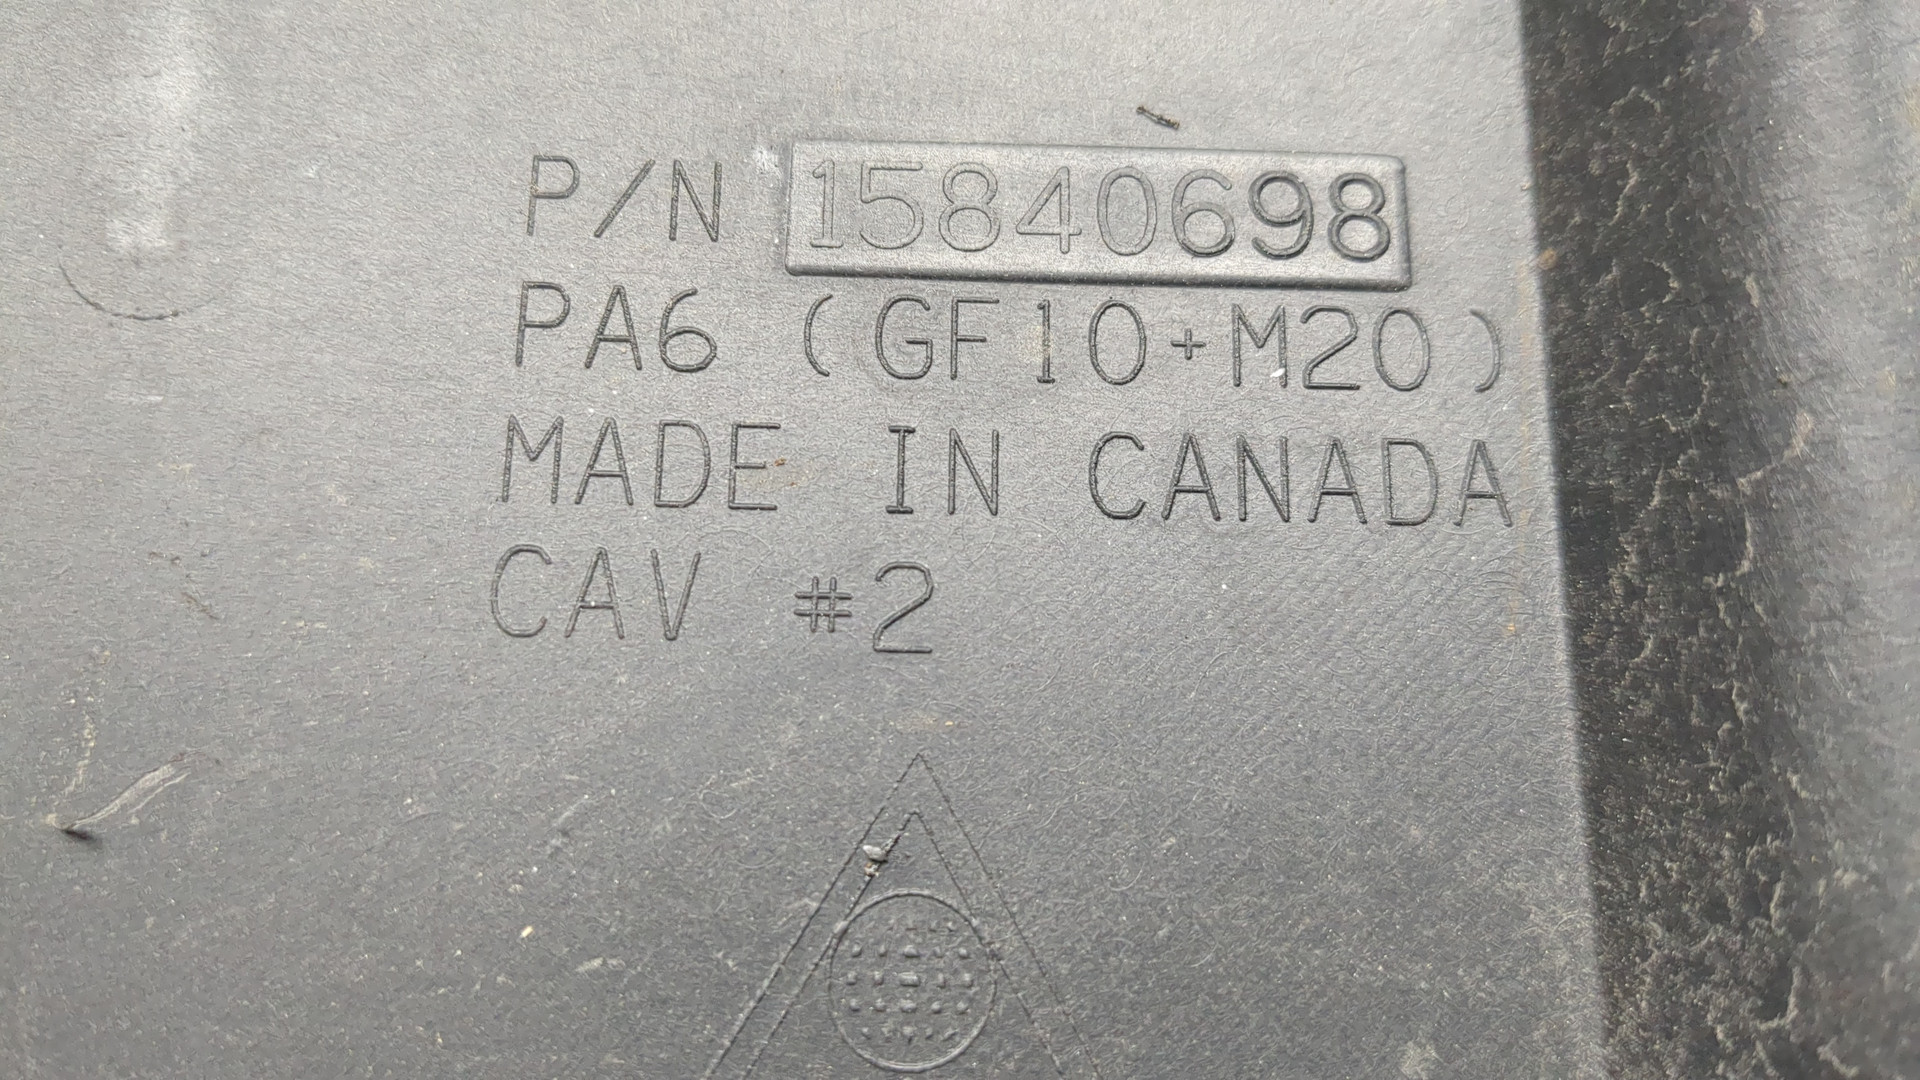 P/N 15840698
PA6 (GF10+M20)
MADE IN CANADA
CAV #2